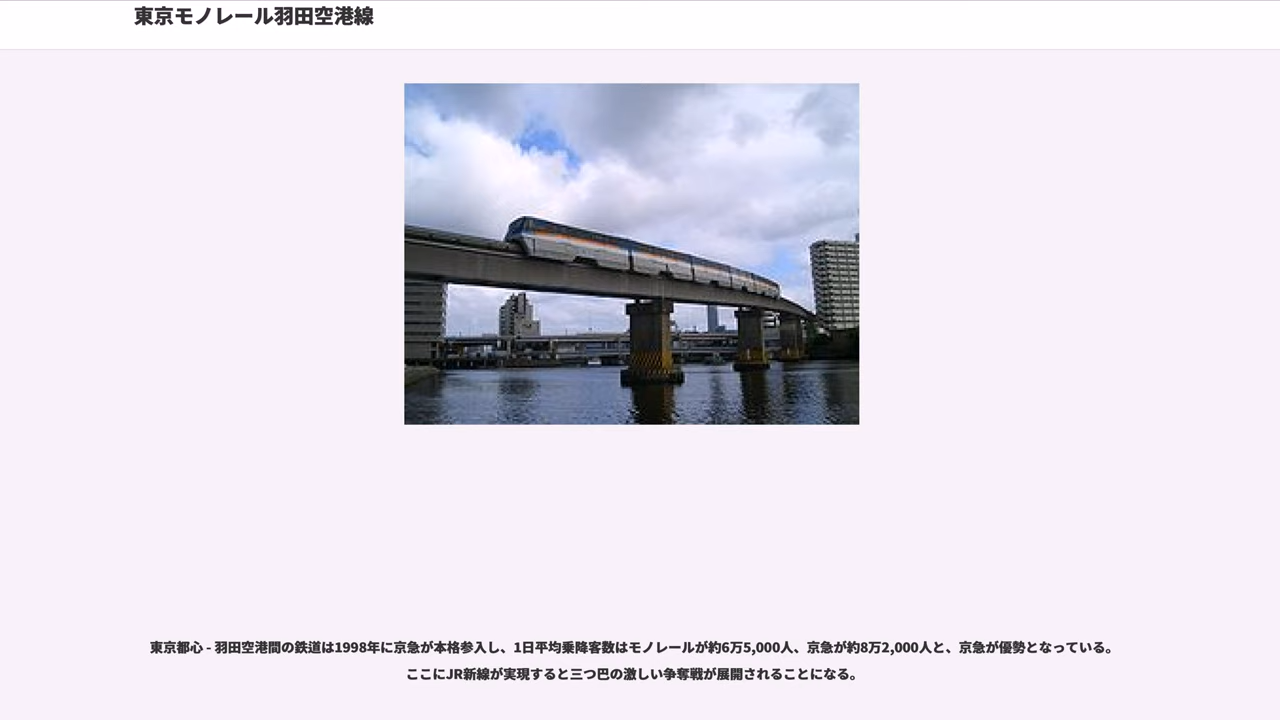 東京モノレール羽田空港線
東京都心 - 羽田空港間の鉄道は1998年に京急が本格参入し、1日平均乗降客数はモノレールが約6万5,000人、京急が約8万2,000人と、京急が優勢となっている。
ここにJR新線が実現すると三つ巴の激しい争奪戦が展開されることになる。